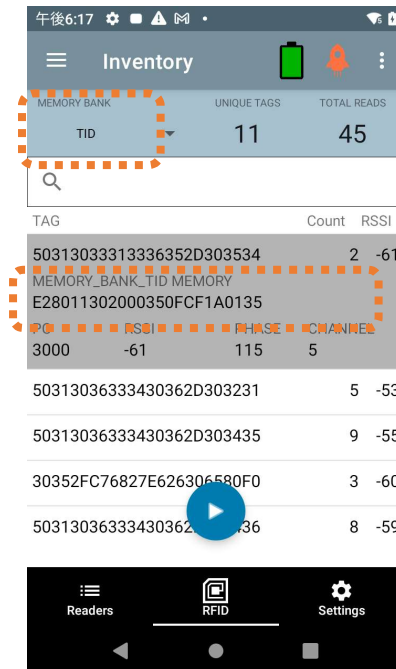 午後6:17
Inventory
MEMORY BANK UNIQUE TAGS TOTAL READS
TID 11 45
TAG Count RSSI
50313033313336352D303534 2 -61
MEMORY_BANK_TID MEMORY
E28011302000350FCF1A0135
PC RSSI PHASE CHANNEL
3000 -61 115 5
50313036333430362D303231 5 -53
50313036333430362D303435 9 -55
30352FC76827E626306580F0 3 -60
8 -59
Readers RFID Settings